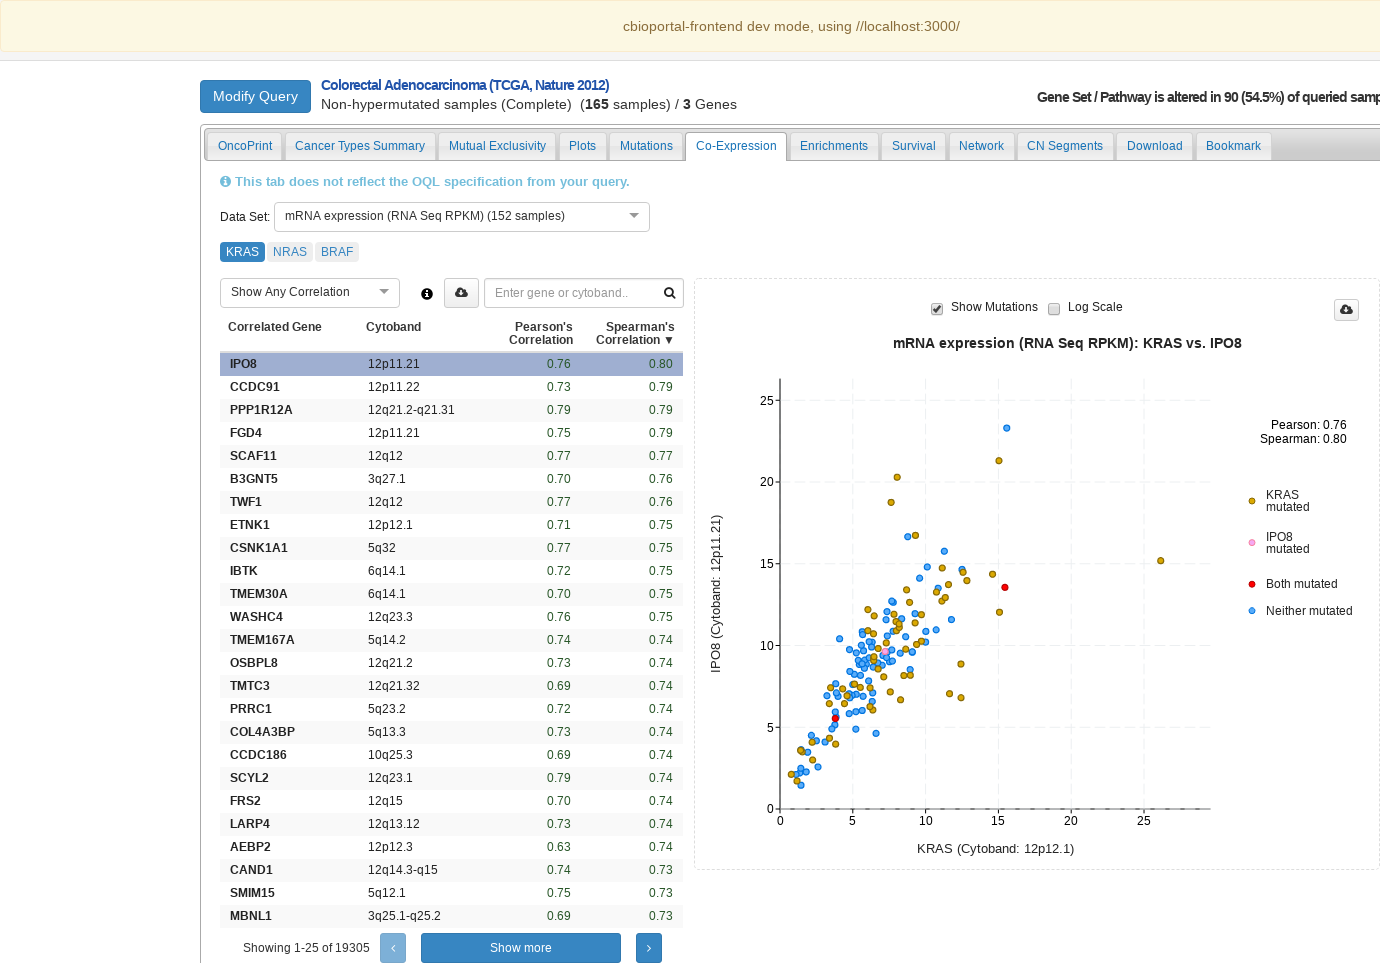 cbioportal-frontend dev mode, using //localhost:3000/
Modify Query
Colorectal Adenocarcinoma (TCGA, Nature 2012)
Non-hypermutated samples (Complete) (165 samples) / 3 Genes
Gene Set / Pathway is altered in 90 (54.5%) of queried samp
OncoPrint
Cancer Types Summary
Mutual Exclusivity
Plots
Mutations
Co-Expression
Enrichments
Survival
Network
CN Segments
Download
Bookmark
This tab does not reflect the OQL specification from your query.
Data Set: mRNA expression (RNA Seq RPKM) (152 samples)
KRAS NRAS BRAF
Show Any Correlation
Enter gene or cytoband..
Correlated Gene Cytoband Pearson's Correlation Spearman's Correlation ▼
IPO8 12p11.21 0.76 0.80
CCDC91 12p11.22 0.73 0.79
PPP1R12A 12q21.2-q21.31 0.79 0.79
FGD4 12p11.21 0.75 0.79
SCAF11 12q12 0.77 0.77
B3GNT5 3q27.1 0.70 0.76
TWF1 12q12 0.77 0.76
ETNK1 12p12.1 0.71 0.75
CSNK1A1 5q32 0.77 0.75
IBTK 6q14.1 0.72 0.75
TMEM30A 6q14.1 0.70 0.75
WASHC4 12q23.3 0.76 0.75
TMEM167A 5q14.2 0.74 0.74
OSBPL8 12q21.2 0.73 0.74
TMTC3 12q21.32 0.69 0.74
PRRC1 5q23.2 0.72 0.74
COL4A3BP 5q13.3 0.73 0.74
CCDC186 10q25.3 0.69 0.74
SCYL2 12q23.1 0.79 0.74
FRS2 12q15 0.70 0.74
LARP4 12q13.12 0.73 0.74
AEBP2 12p12.3 0.63 0.74
CAND1 12q14.3-q15 0.74 0.73
SMIM15 5q12.1 0.75 0.73
MBNL1 3q25.1-q25.2 0.69 0.73
Showing 1-25 of 19305
‹
Show more
›
Show Mutations
Log Scale
mRNA expression (RNA Seq RPKM): KRAS vs. IPO8
25
20
15
10
5
0
IPO8 (Cytoband: 12p11.21)
0 5 10 15 20 25
KRAS (Cytoband: 12p12.1)
Pearson: 0.76
Spearman: 0.80
KRAS
mutated
IPO8
mutated
Both mutated
Neither mutated